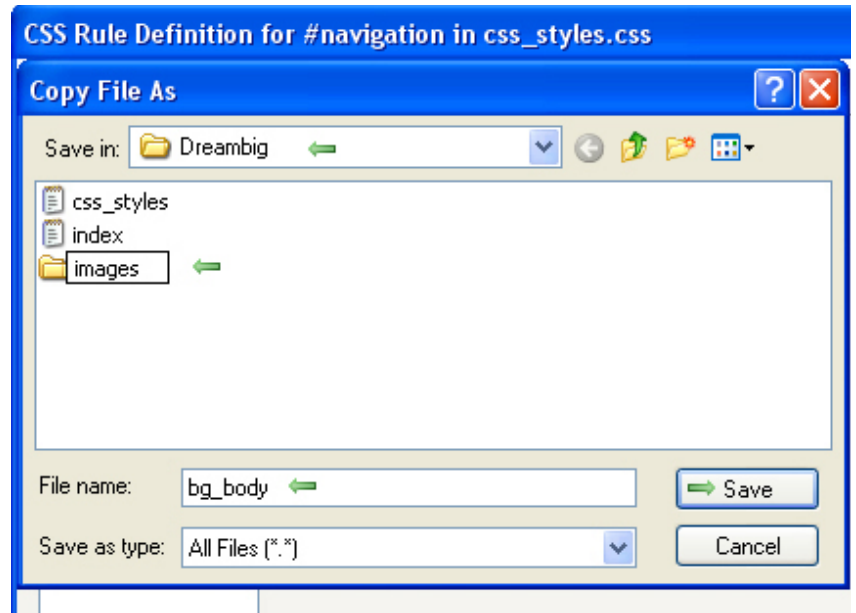 CSS Rule Definition for #navigation in css_styles.css
Copy File As
Save in: Dreambig
css_styles
index
images
File name: bg_body Save
Save as type: All Files (*.*) Cancel